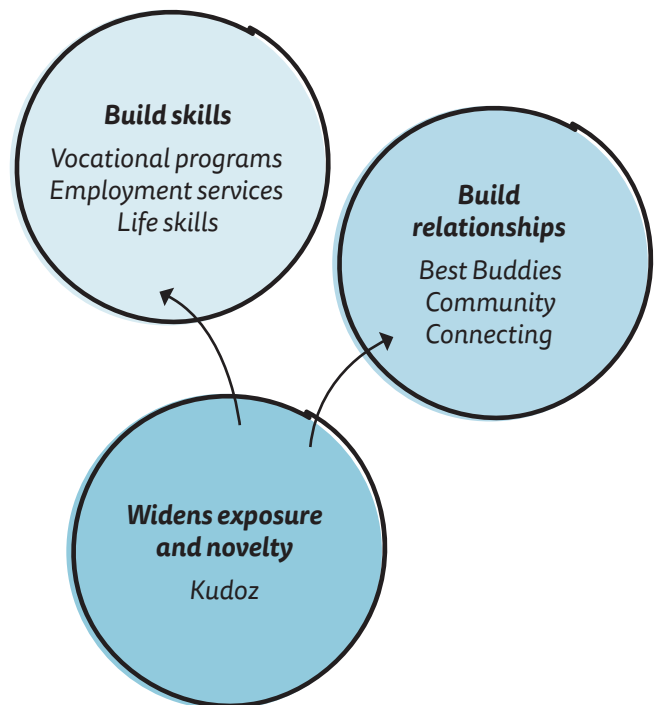 Build skills
Vocational programs
Employment services
Life skills
Build
relationships
Best Buddies
Community
Connecting
Widens exposure
and novelty
Kudoz